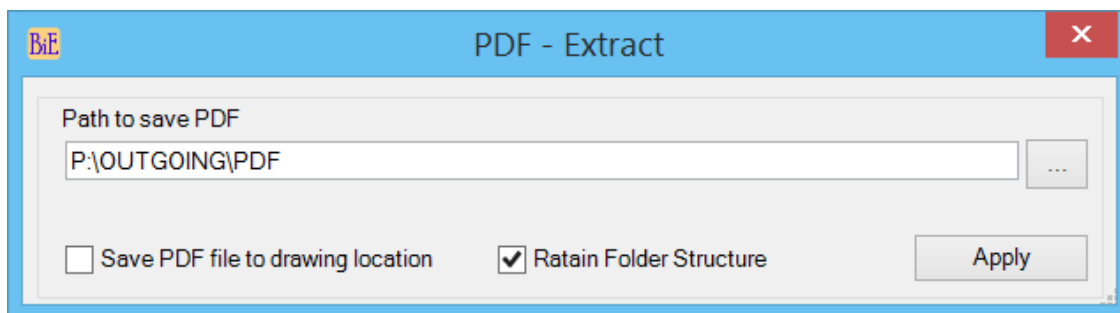 BiE PDF - Extract
Path to save PDF
P:\OUTGOING\PDF
...
Save PDF file to drawing location Ratain Folder Structure Apply